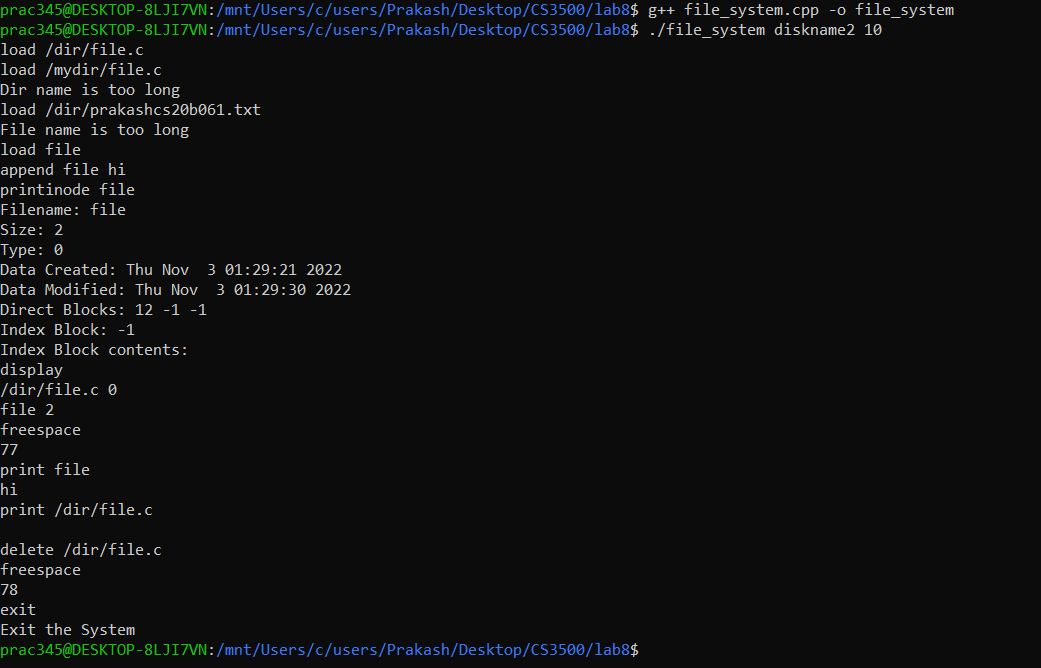 prac345@DESKTOP-8LJI7VN:/mnt/Users/c/users/Prakash/Desktop/CS3500/lab8$ g++ file_system.cpp -o file_system
prac345@DESKTOP-8LJI7VN:/mnt/Users/c/users/Prakash/Desktop/CS3500/lab8$ ./file_system diskname2 10
load /dir/file.c
load /mydir/file.c
Dir name is too long
load /dir/prakashcs20b061.txt
File name is too long
load file
append file hi
printinode file
Filename: file
Size: 2
Type: 0
Data Created: Thu Nov  3 01:29:21 2022
Data Modified: Thu Nov  3 01:29:30 2022
Direct Blocks: 12 -1 -1
Index Block: -1
Index Block contents:
display
/dir/file.c 0
file 2
freespace
77
print file
hi
print /dir/file.c

delete /dir/file.c
freespace
78
exit
Exit the System
prac345@DESKTOP-8LJI7VN:/mnt/Users/c/users/Prakash/Desktop/CS3500/lab8$